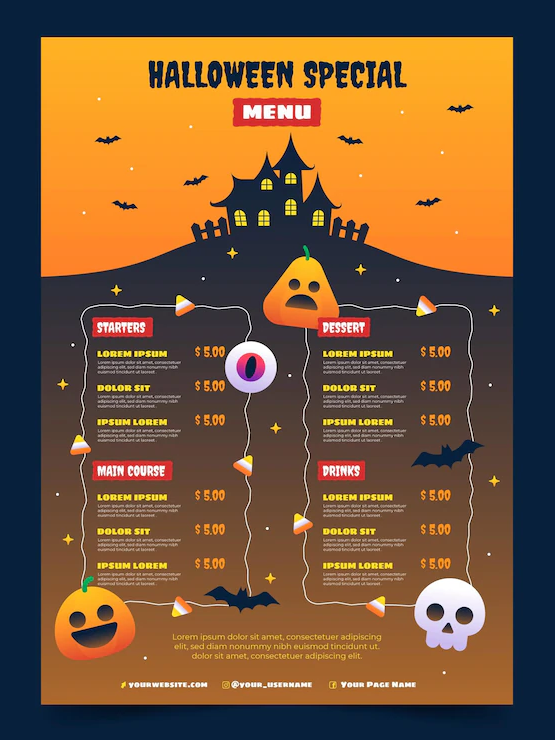 HALLOWEEN SPECIAL
MENU
STARTERS
LOREM IPSUM $ 5.00
Lorem ipsum dolor sit amet, consectetuer
adipiscing elit, sed diam nonummy nibh
euismod tincidunt ut laoreet
DOLOR SIT $ 5.00
Lorem ipsum dolor sit amet, consectetuer
adipiscing elit, sed diam nonummy nibh
euismod tincidunt ut laoreet
IPSUM LOREM $ 5.00
Lorem ipsum dolor sit amet, consectetuer
adipiscing elit, sed diam nonummy nibh
euismod tincidunt ut laoreet
MAIN COURSE
LOREM IPSUM $ 5.00
Lorem ipsum dolor sit amet, consectetuer
adipiscing elit, sed diam nonummy nibh
euismod tincidunt ut laoreet
DOLOR SIT $ 5.00
Lorem ipsum dolor sit amet, consectetuer
adipiscing elit, sed diam nonummy nibh
euismod tincidunt ut laoreet
IPSUM LOREM $ 5.00
Lorem ipsum dolor sit amet, consectetuer
adipiscing elit, sed diam nonummy nibh
euismod tincidunt ut laoreet
DESSERT
LOREM IPSUM $ 5.00
Lorem ipsum dolor sit amet, consectetuer
adipiscing elit, sed diam nonummy nibh
euismod tincidunt ut laoreet
DOLOR SIT $ 5.00
Lorem ipsum dolor sit amet, consectetuer
adipiscing elit, sed diam nonummy nibh
euismod tincidunt ut laoreet
IPSUM LOREM $ 5.00
Lorem ipsum dolor sit amet, consectetuer
adipiscing elit, sed diam nonummy nibh
euismod tincidunt ut laoreet
DRINKS
LOREM IPSUM $ 5.00
Lorem ipsum dolor sit amet, consectetuer
adipiscing elit, sed diam nonummy nibh
euismod tincidunt ut laoreet
DOLOR SIT $ 5.00
Lorem ipsum dolor sit amet, consectetuer
adipiscing elit, sed diam nonummy nibh
euismod tincidunt ut laoreet
IPSUM LOREM $ 5.00
Lorem ipsum dolor sit amet, consectetuer
adipiscing elit, sed diam nonummy nibh
euismod tincidunt ut laoreet
Lorem ipsum dolor sit amet, consectetuer adipiscing
elit, sed diam nonummy nibh euismod tincidunt ut laoreet
dolore magna aliquam erat volutpat.
YOURWEBSITE.COM @YOUR_USERNAME YOUR PAGE NAME